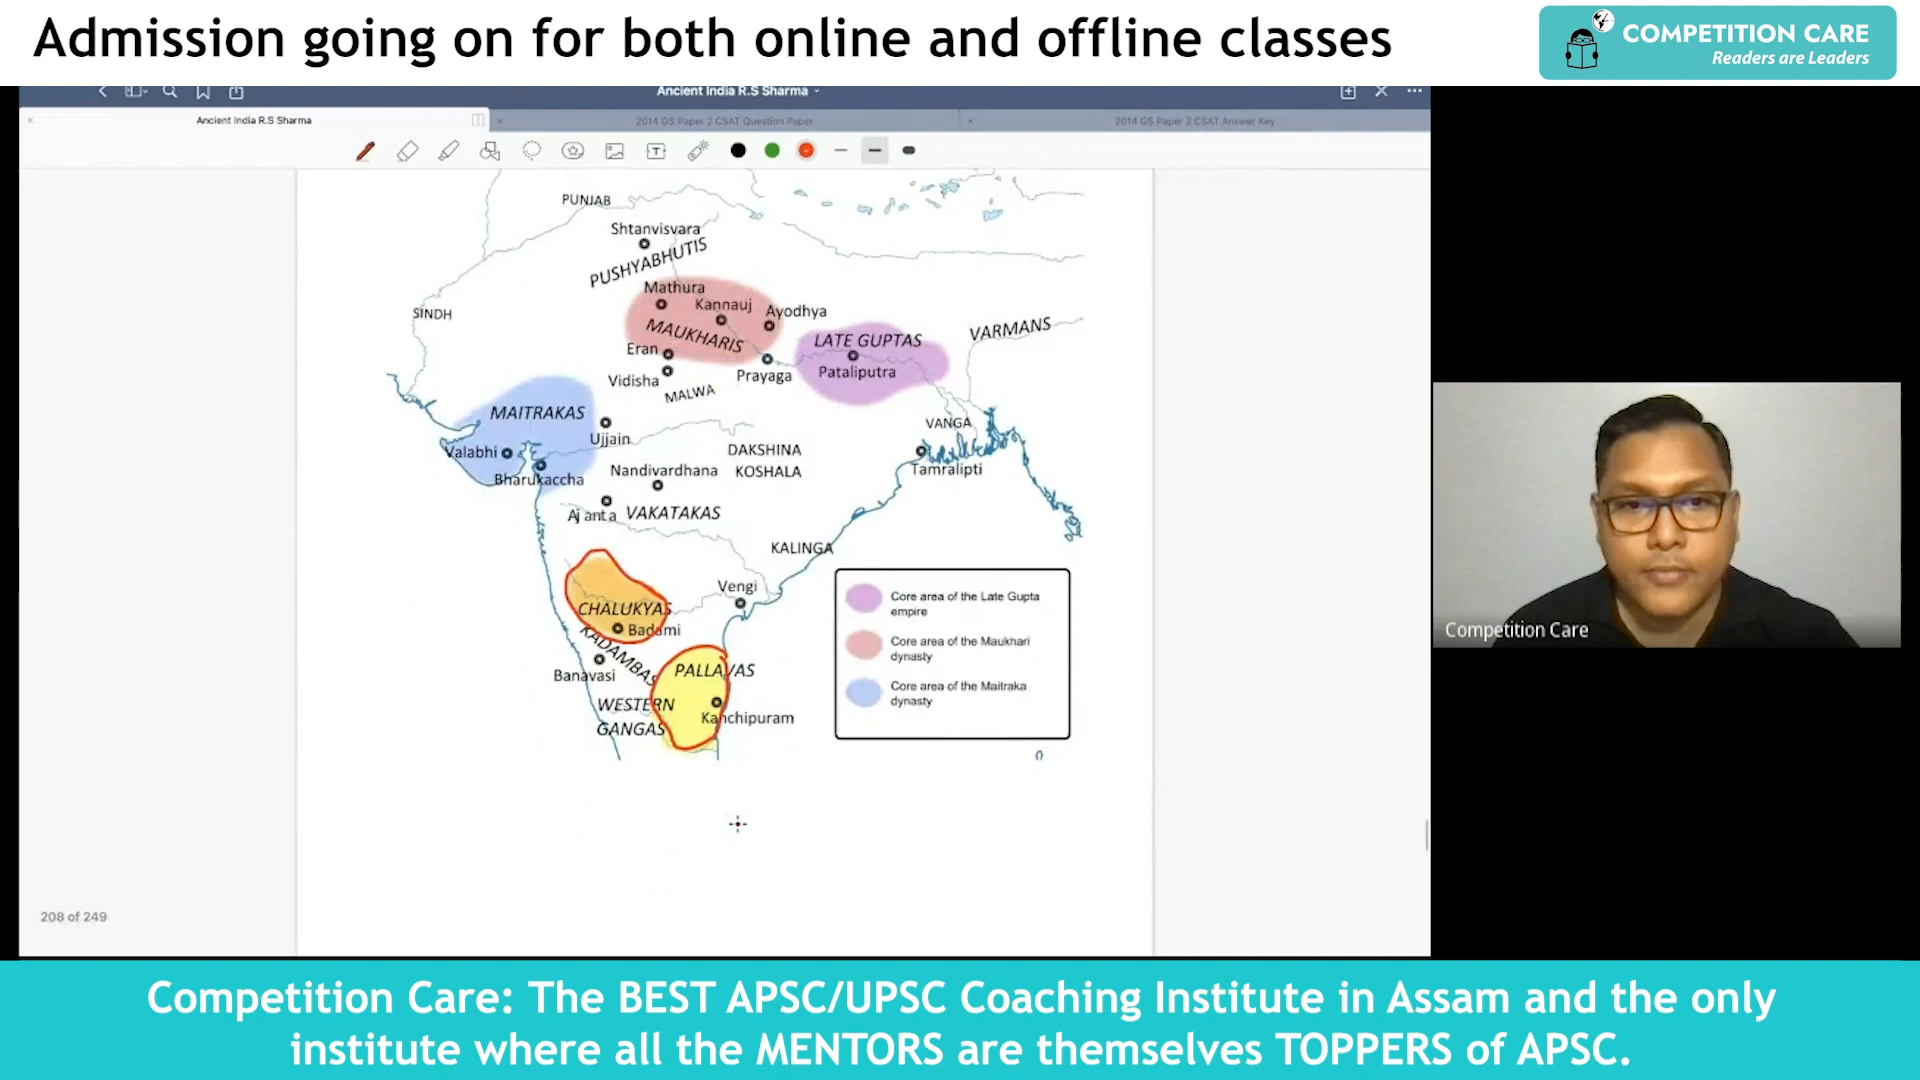 Admission going on for both online and offline classes
COMPETITION CARE
Readers are Leaders
Ancient India R.S Sharma
Ancient India R.S Sharma
2014 GS Paper 2 CSAT Question Paper
2014 GS Paper 2 CSAT Answer Key
PUNJAB
Shtanvisvara
PUSHYABHUTIS
Mathura
Kannauj
Ayodhya
SINDH
MAUKHARIS
LATE GUPTAS
VARMANS
Eran
Prayaga
Pataliputra
Vidisha
MALWA
MAITRAKAS
VANGA
Ujjain
Valabhi
DAKSHINA
KOSHALA
Tamralipti
Nandivardhana
Bharukaccha
Ajanta
VAKATAKAS
KALINGA
Vengi
CHALUKYAS
Badami
KADAMBAS
Banavasi
PALLAVAS
WESTERN
GANGAS
Kanchipuram
Core area of the Late Gupta
empire
Core area of the Maukhari
dynasty
Core area of the Maitraka
dynasty
208 of 249
Competition Care
Competition Care: The BEST APSC/UPSC Coaching Institute in Assam and the only
institute where all the MENTORS are themselves TOPPERS of APSC.